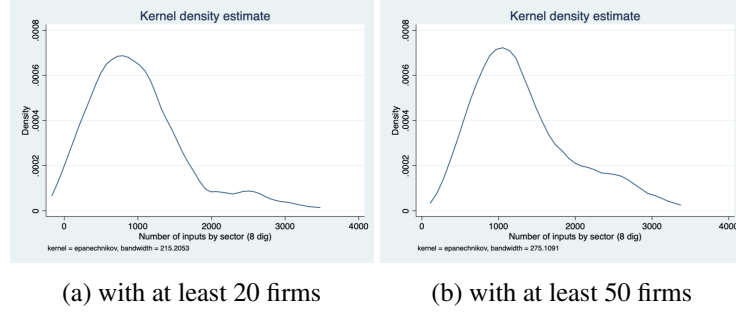 Kernel density estimate
.0008
.0006
.0004
.0002
0
Density
0
1000
2000
3000
4000
Number of inputs by sector (8 dig)
kernel = epanechnikov, bandwidth = 215.2053
(a) with at least 20 firms
Kernel density estimate
.0008
.0006
.0004
.0002
0
Density
0
1000
2000
3000
4000
Number of inputs by sector (8 dig)
kernel = epanechnikov, bandwidth = 275.1091
(b) with at least 50 firms